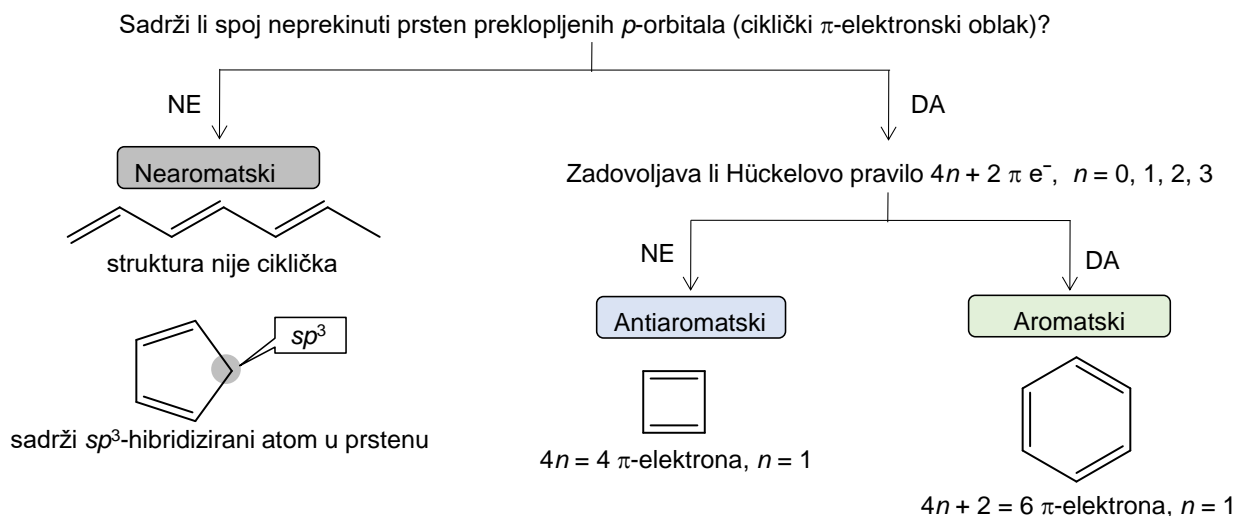 Sadrži li spoj neprekinuti prsten preklopljenih p-orbitala (ciklički π-elektronski oblak)?
NE
DA
Nearomatski
Zadovoljava li Hückelovo pravilo 4n + 2 π e⁻, n = 0, 1, 2, 3
struktura nije ciklička
NE
DA
Antiaromatski
Aromatski
sp³
sadrži sp³-hibridizirani atom u prstenu
4n = 4 π-elektrona, n = 1
4n + 2 = 6 π-elektrona, n = 1